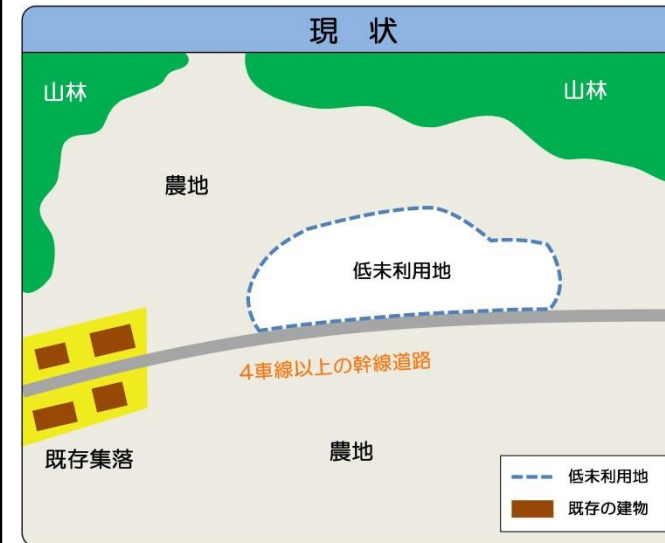 現 状
山林
山林
農地
低未利用地
4車線以上の幹線道路
既存集落
農地
低未利用地
既存の建物